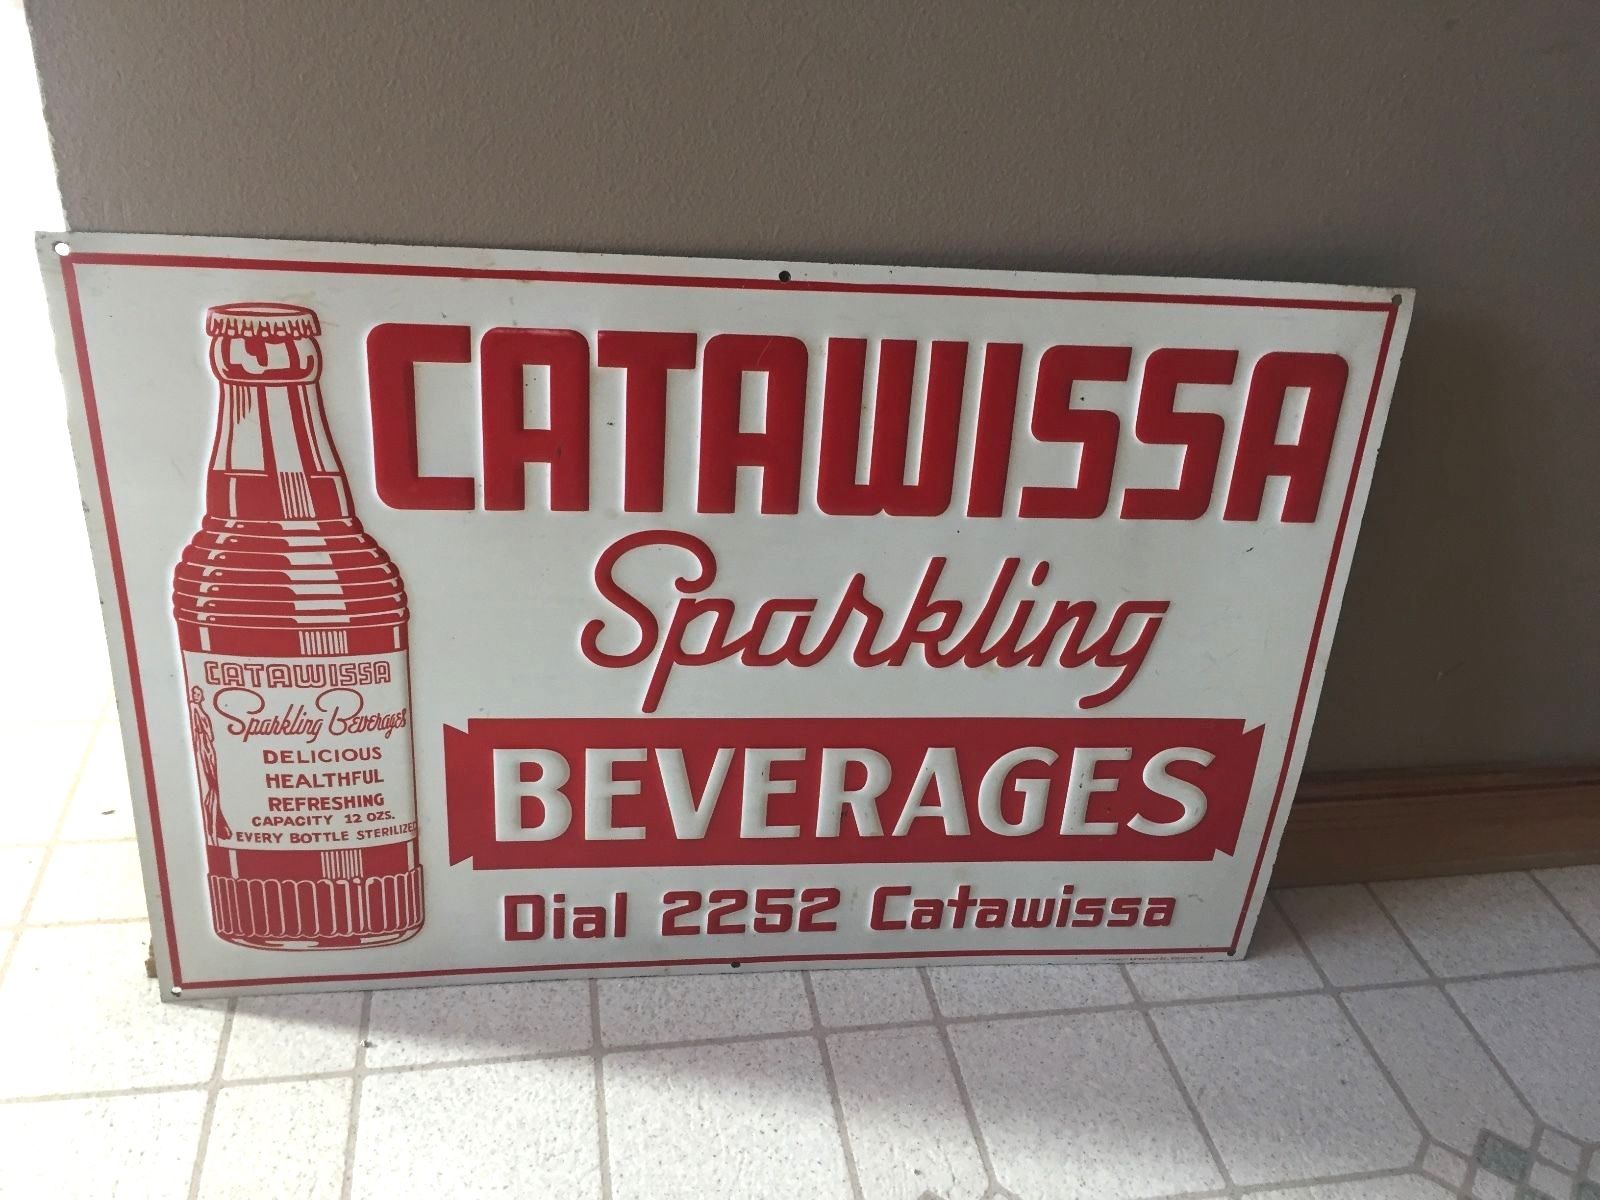 CATAWISSA
Sparkling
BEVERAGES
Dial 2252 Catawissa
CATAWISSA
Sparkling Beverages
DELICIOUS
HEALTHFUL
REFRESHING
CAPACITY 12 OZS.
EVERY BOTTLE STERILIZED